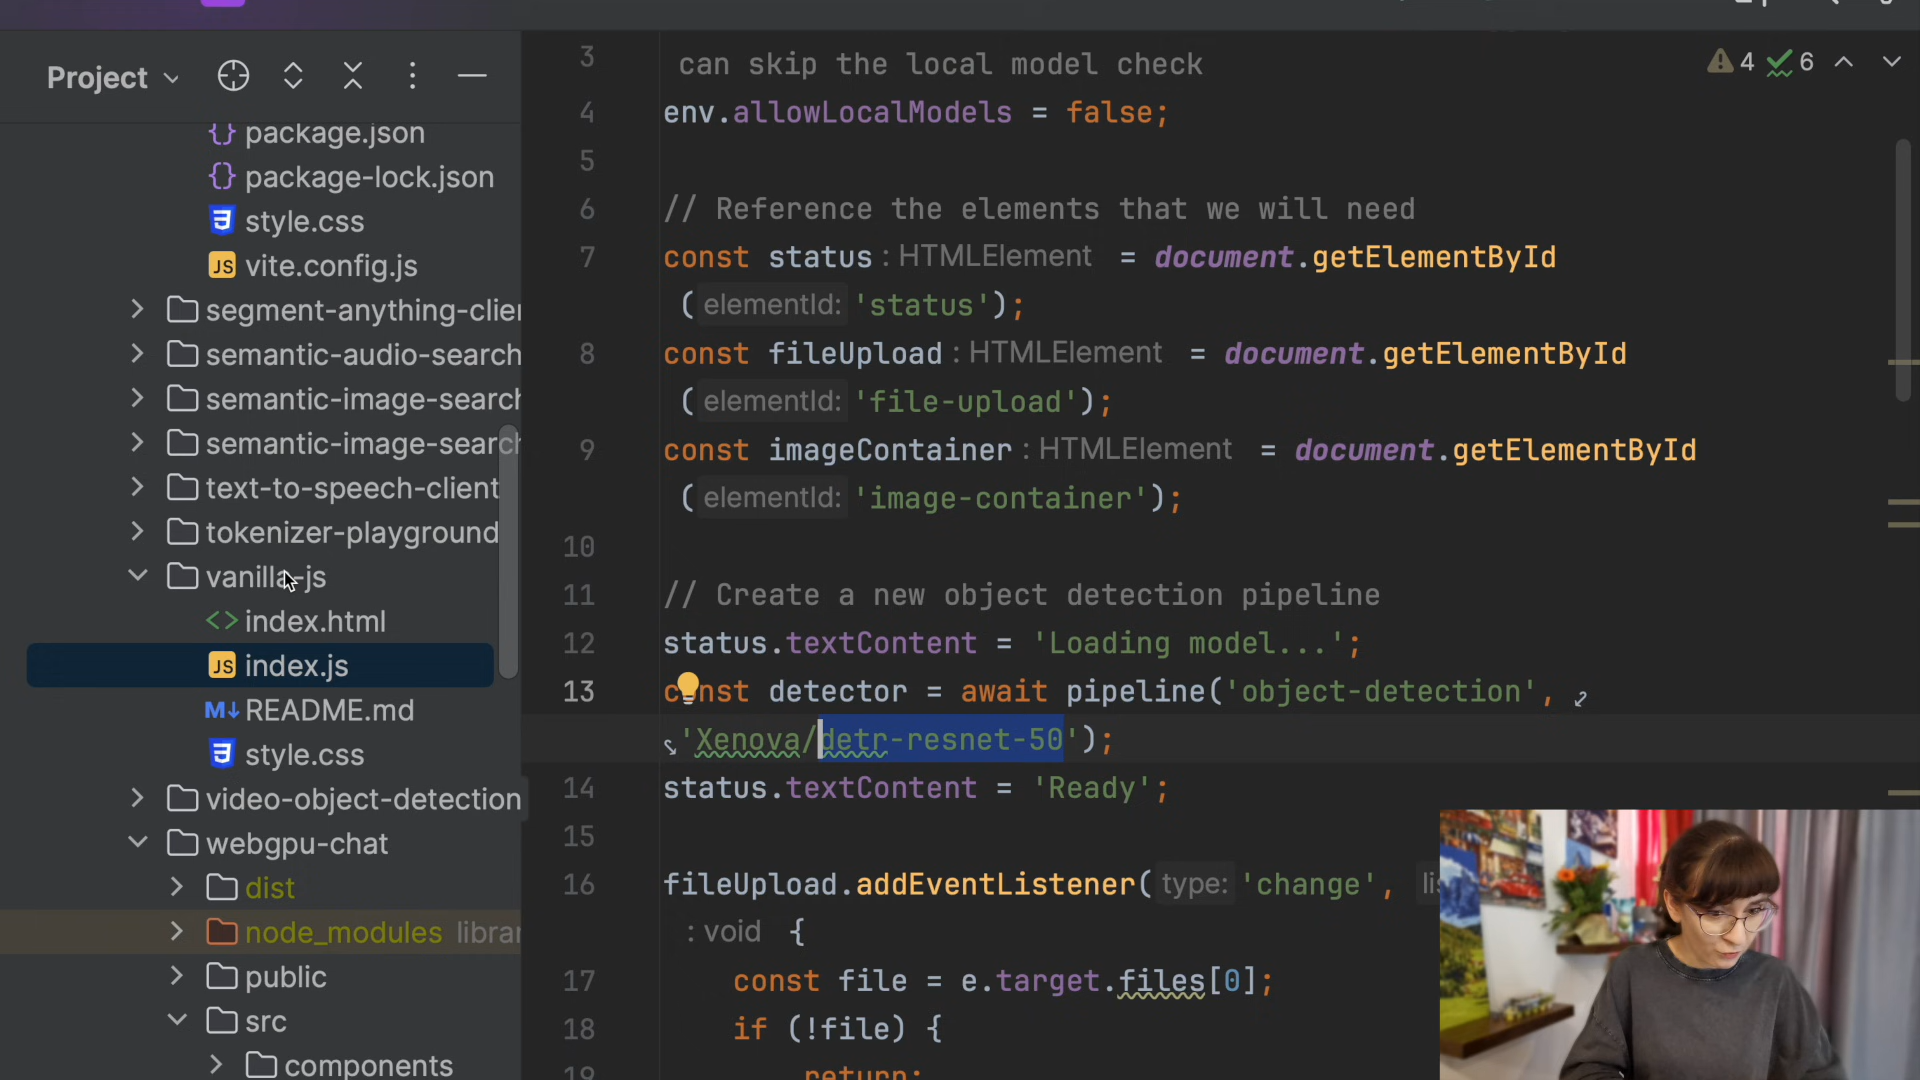 Project
package.json
package-lock.json
style.css
vite.config.js
segment-anything-clien
semantic-audio-search
semantic-image-search
semantic-image-search
text-to-speech-client
tokenizer-playground
vanilla-js
index.html
index.js
README.md
style.css
video-object-detection
webgpu-chat
dist
node_modules librar
public
src
components
4 6
3 can skip the local model check
4 env.allowLocalModels = false;
5
6 // Reference the elements that we will need
7 const status : HTMLElement = document.getElementById
( elementId: 'status');
8 const fileUpload : HTMLElement = document.getElementById
( elementId: 'file-upload');
9 const imageContainer : HTMLElement = document.getElementById
( elementId: 'image-container');
10
11 // Create a new object detection pipeline
12 status.textContent = 'Loading model...';
13 const detector = await pipeline('object-detection',
'Xenova/detr-resnet-50');
14 status.textContent = 'Ready';
15
16 fileUpload.addEventListener( type: 'change', lis
: void {
17 const file = e.target.files[0];
18 if (!file) {
19 return;